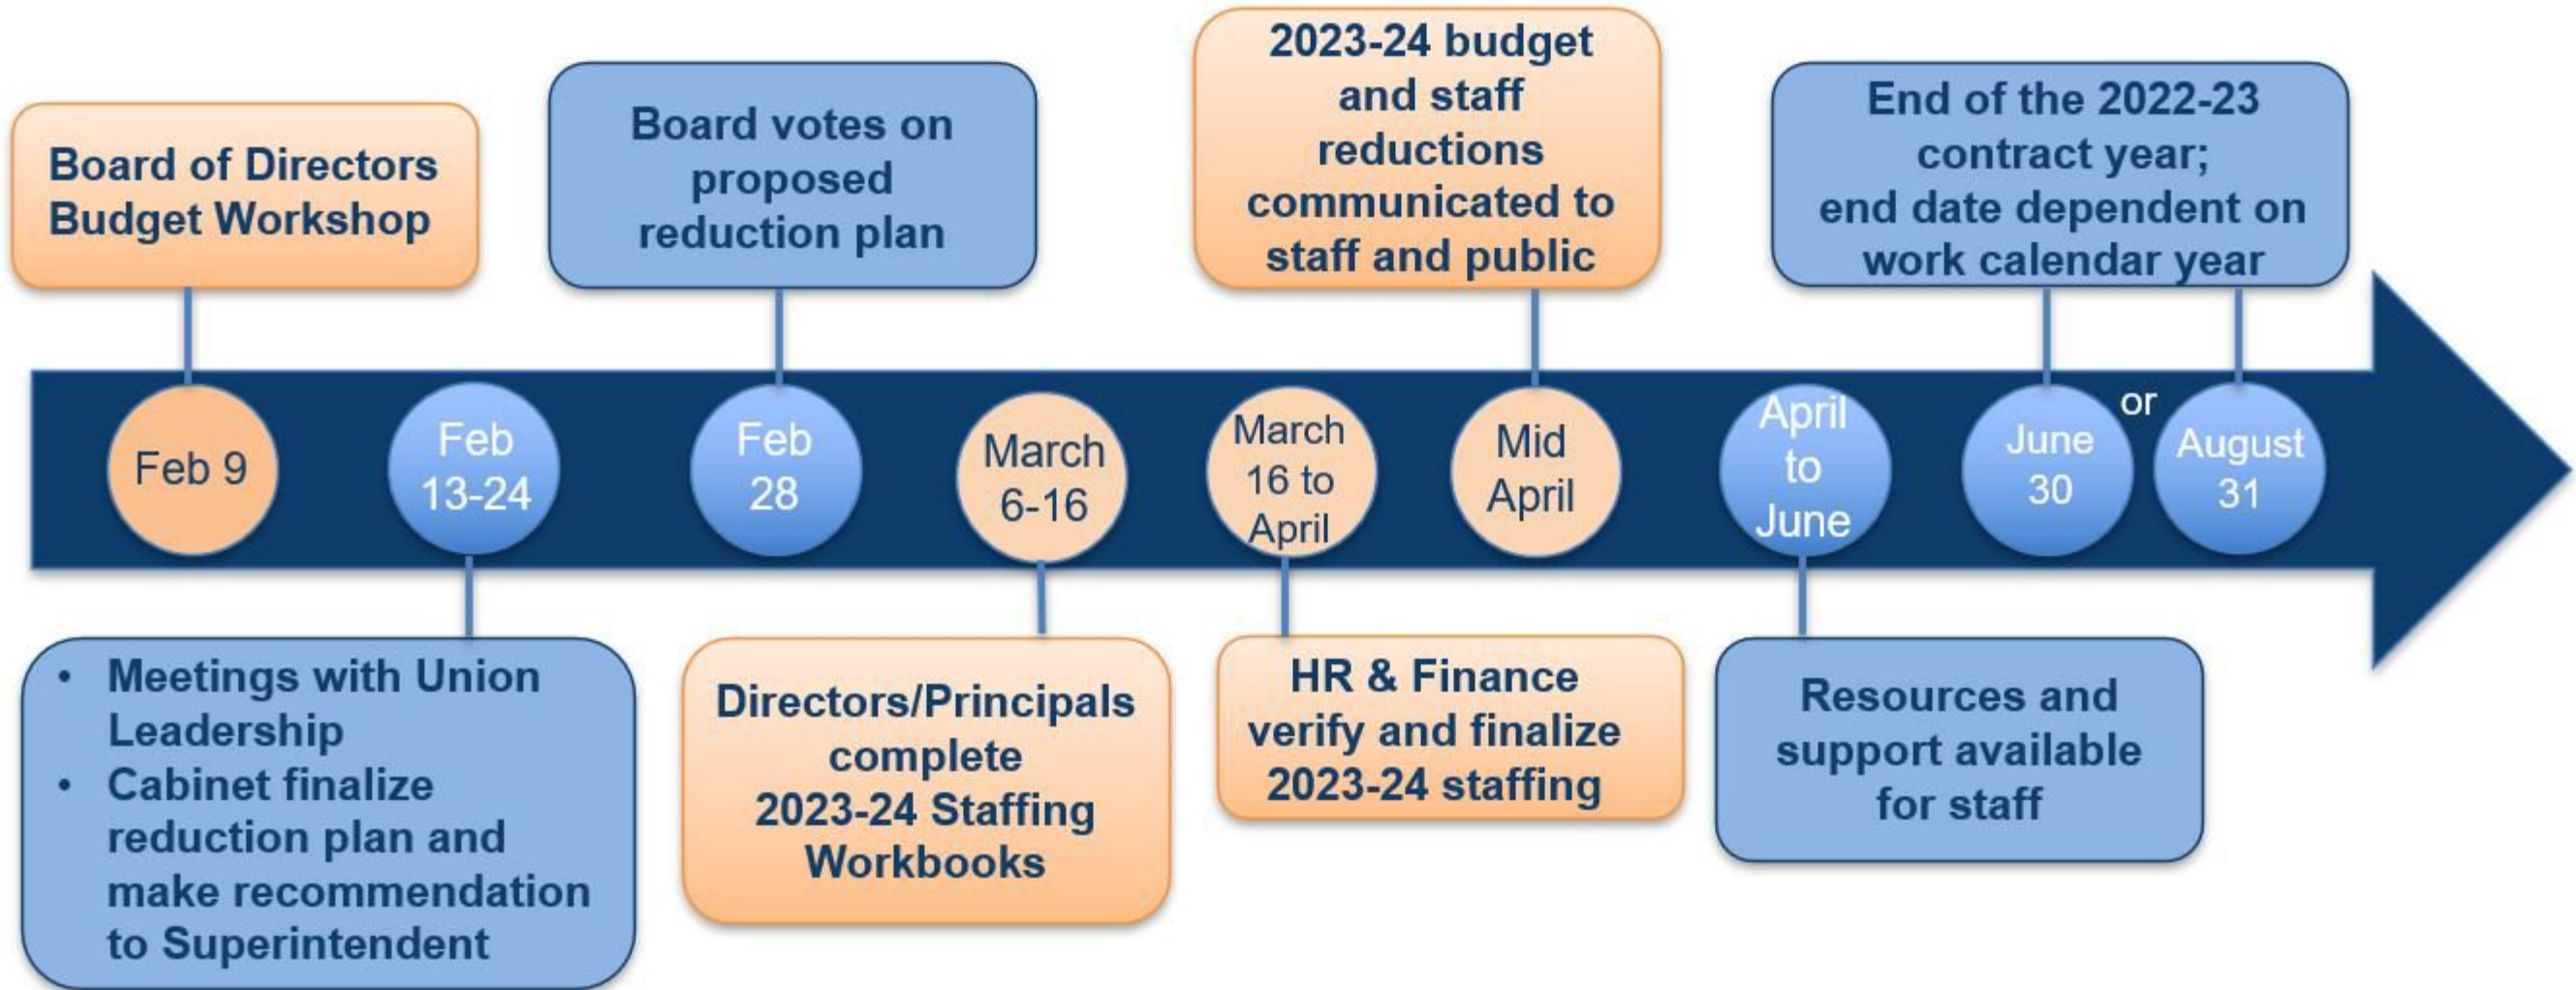 Board of Directors
Budget Workshop
Board votes on
proposed
reduction plan
2023-24 budget
and staff
reductions
communicated to
staff and public
End of the 2022-23
contract year;
end date dependent on
work calendar year
Feb 9
Feb
13-24
Feb
28
March
6-16
March
16 to
April
Mid
April
April
to
June
June
30
or
August
31
• Meetings with Union
Leadership
• Cabinet finalize
reduction plan and
make recommendation
to Superintendent
Directors/Principals
complete
2023-24 Staffing
Workbooks
HR & Finance
verify and finalize
2023-24 staffing
Resources and
support available
for staff